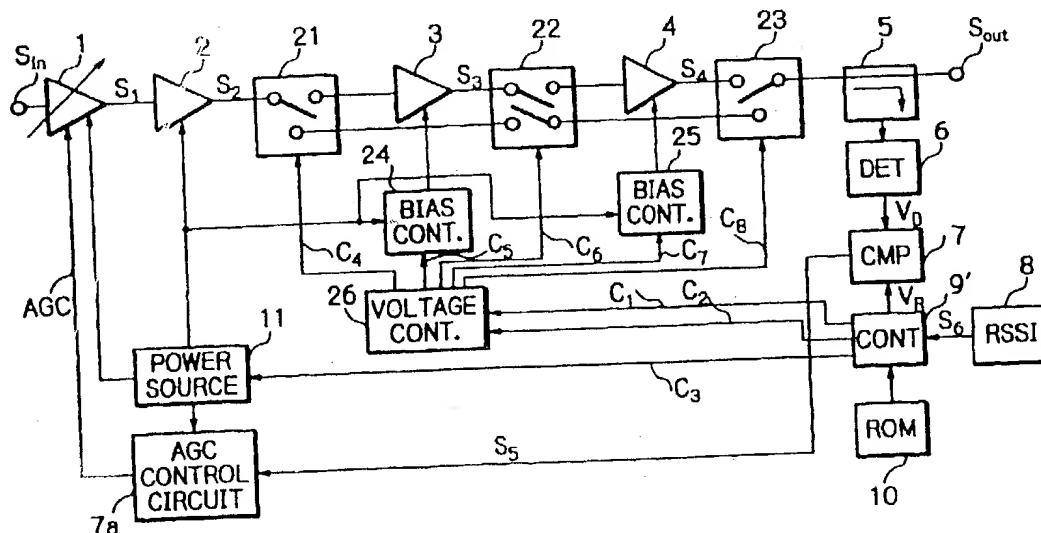 S_in
1
S_1
2
S_2
21
3
S_3
22
4
S_4
23
5
S_out
24
BIAS
CONT.
25
BIAS
CONT.
DET
6
V_D
CMP
7
C_4
C_5
C_6
C_7
C_8
26
VOLTAGE
CONT.
C_1
C_2
V_R
9'
CONT
S_6
8
RSSI
AGC
11
POWER
SOURCE
C_3
ROM
10
AGC
CONTROL
CIRCUIT
7a
S_5